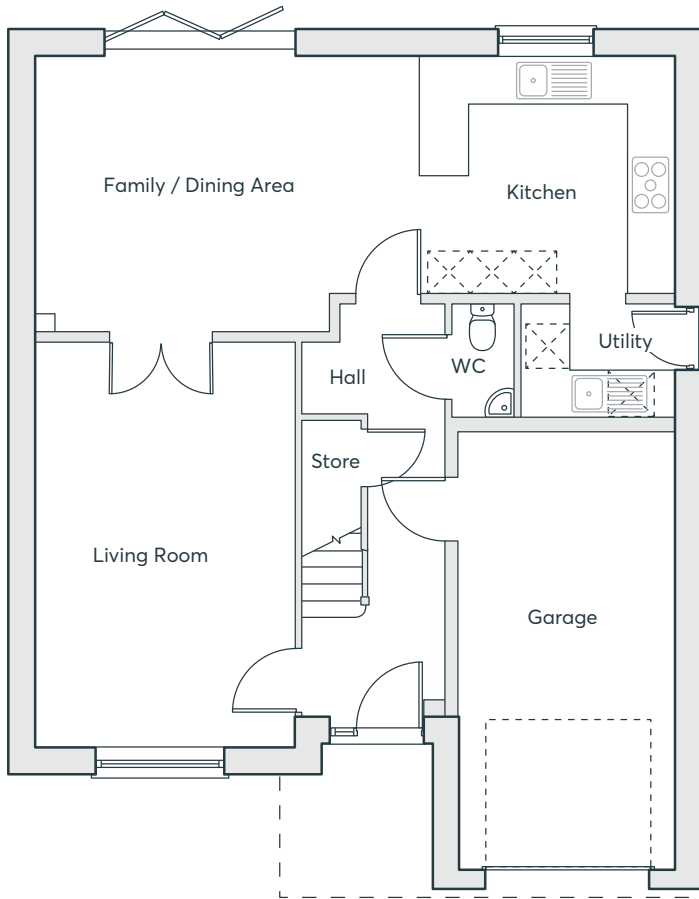 Family / Dining Area
Kitchen
Utility
WC
Hall
Store
Living Room
Garage